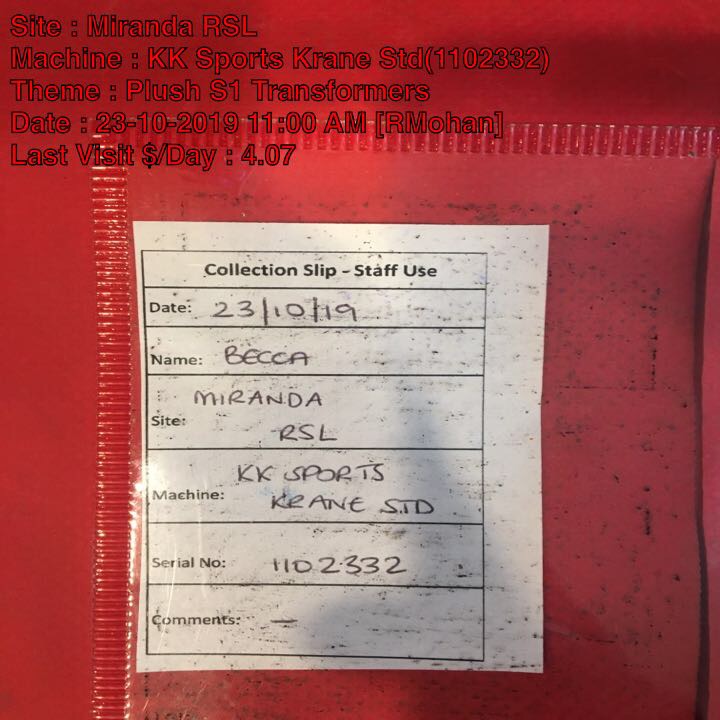 Site : Miranda RSL
Machine : KK Sports Krane Std(1102332)
Theme : Plush S1 Transformers
Date : 23-10-2019 11:00 AM [RMohan]
Last Visit $/Day : 4.07
Collection Slip - Staff Use
Date: 23/10/19
Name: BECCA
MIRANDA
Site:
RSL
KK SPORTS
Machine:
KRANE STD
Serial No: 1102332
Comments: —